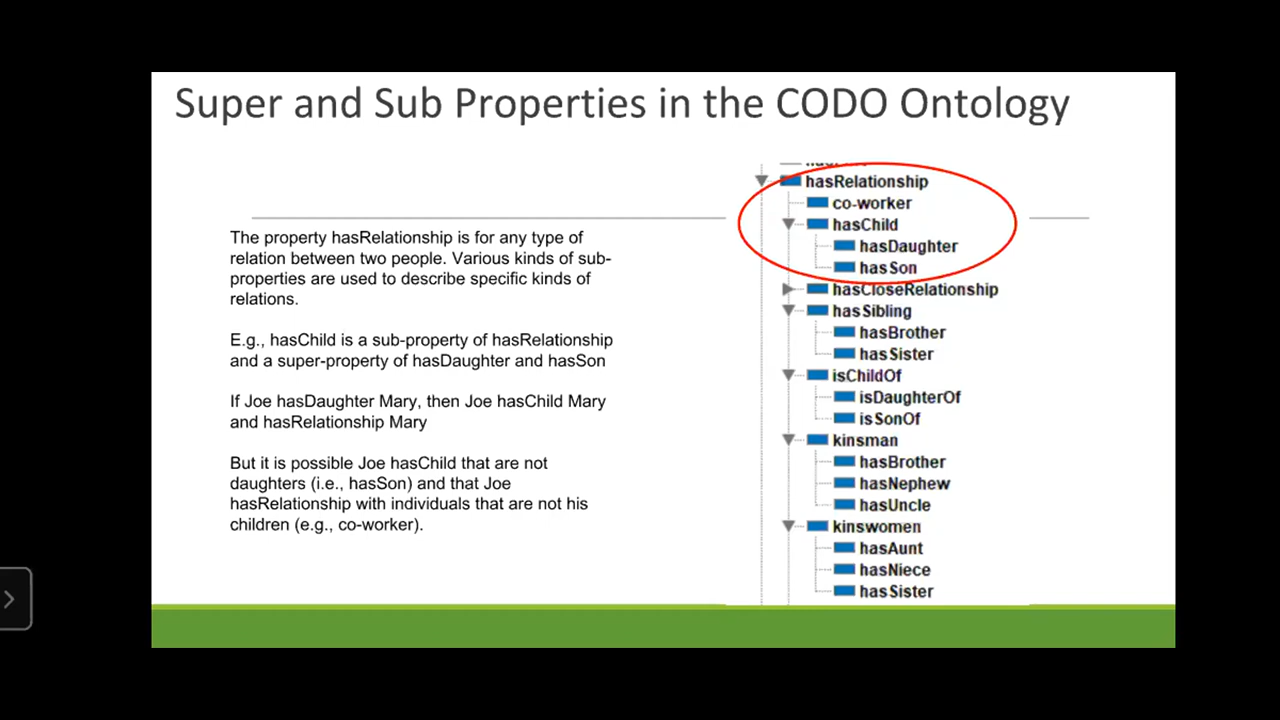 Super and Sub Properties in the CODO Ontology
The property hasRelationship is for any type of
relation between two people. Various kinds of sub-
properties are used to describe specific kinds of
relations.
E.g., hasChild is a sub-property of hasRelationship
and a super-property of hasDaughter and hasSon
If Joe hasDaughter Mary, then Joe hasChild Mary
and hasRelationship Mary
But it is possible Joe hasChild that are not
daughters (i.e., hasSon) and that Joe
hasRelationship with individuals that are not his
children (e.g., co-worker).
hasRelationship
co-worker
hasChild
hasDaughter
hasSon
hasCloseRelationship
hasSibling
hasBrother
hasSister
isChildOf
isDaughterOf
isSonOf
kinsman
hasBrother
hasNephew
hasUncle
kinswomen
hasAunt
hasNiece
hasSister